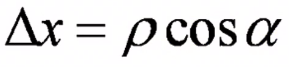 Δx = ρ cos α